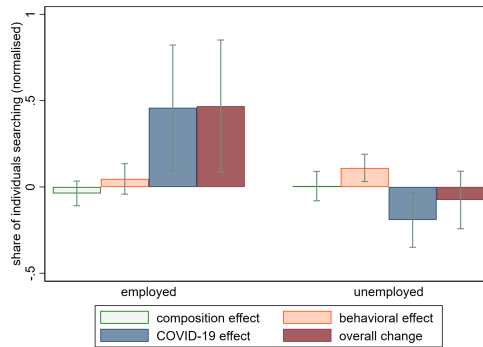 share of individuals searching (normalised)
1
.5
0
-.5
employed unemployed
composition effect behavioral effect
COVID-19 effect overall change